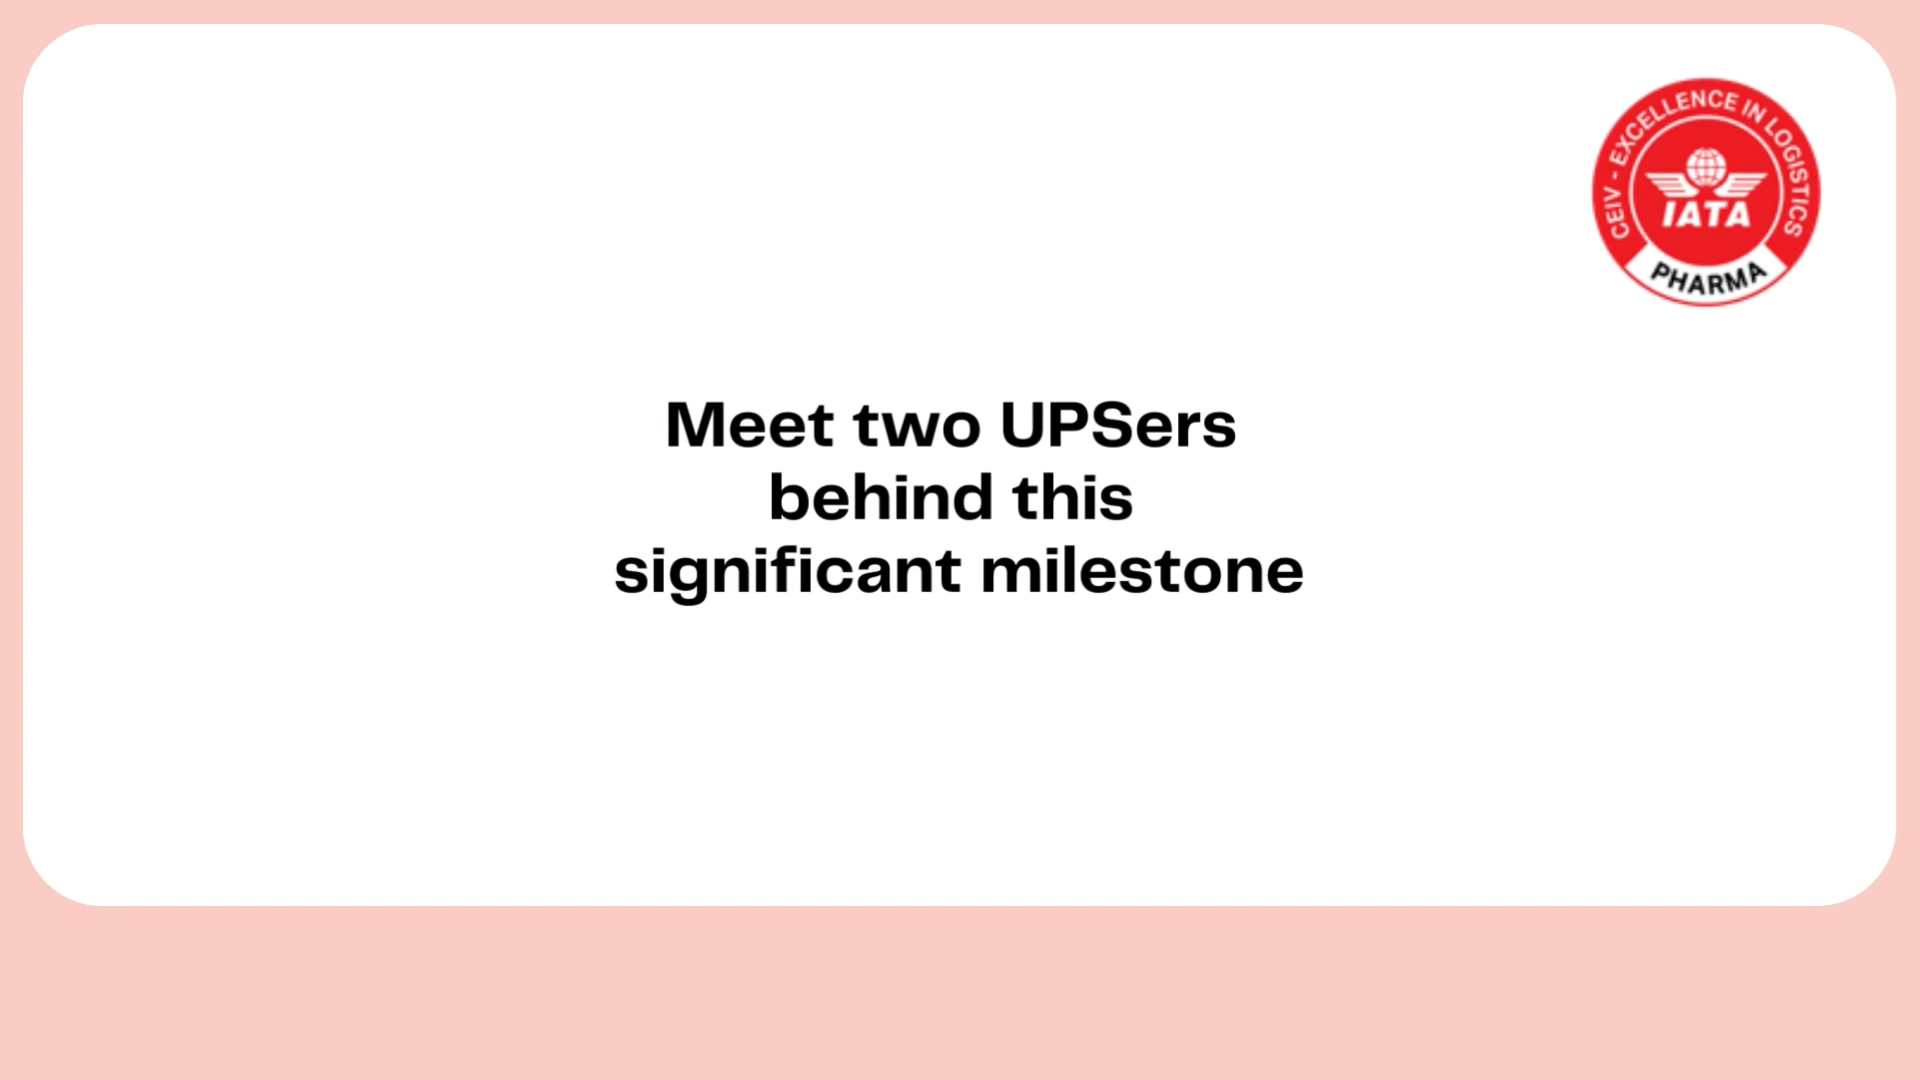 CEIV - EXCELLENCE IN LOGISTICS
IATA
PHARMA
Meet two UPSers
behind this
significant milestone